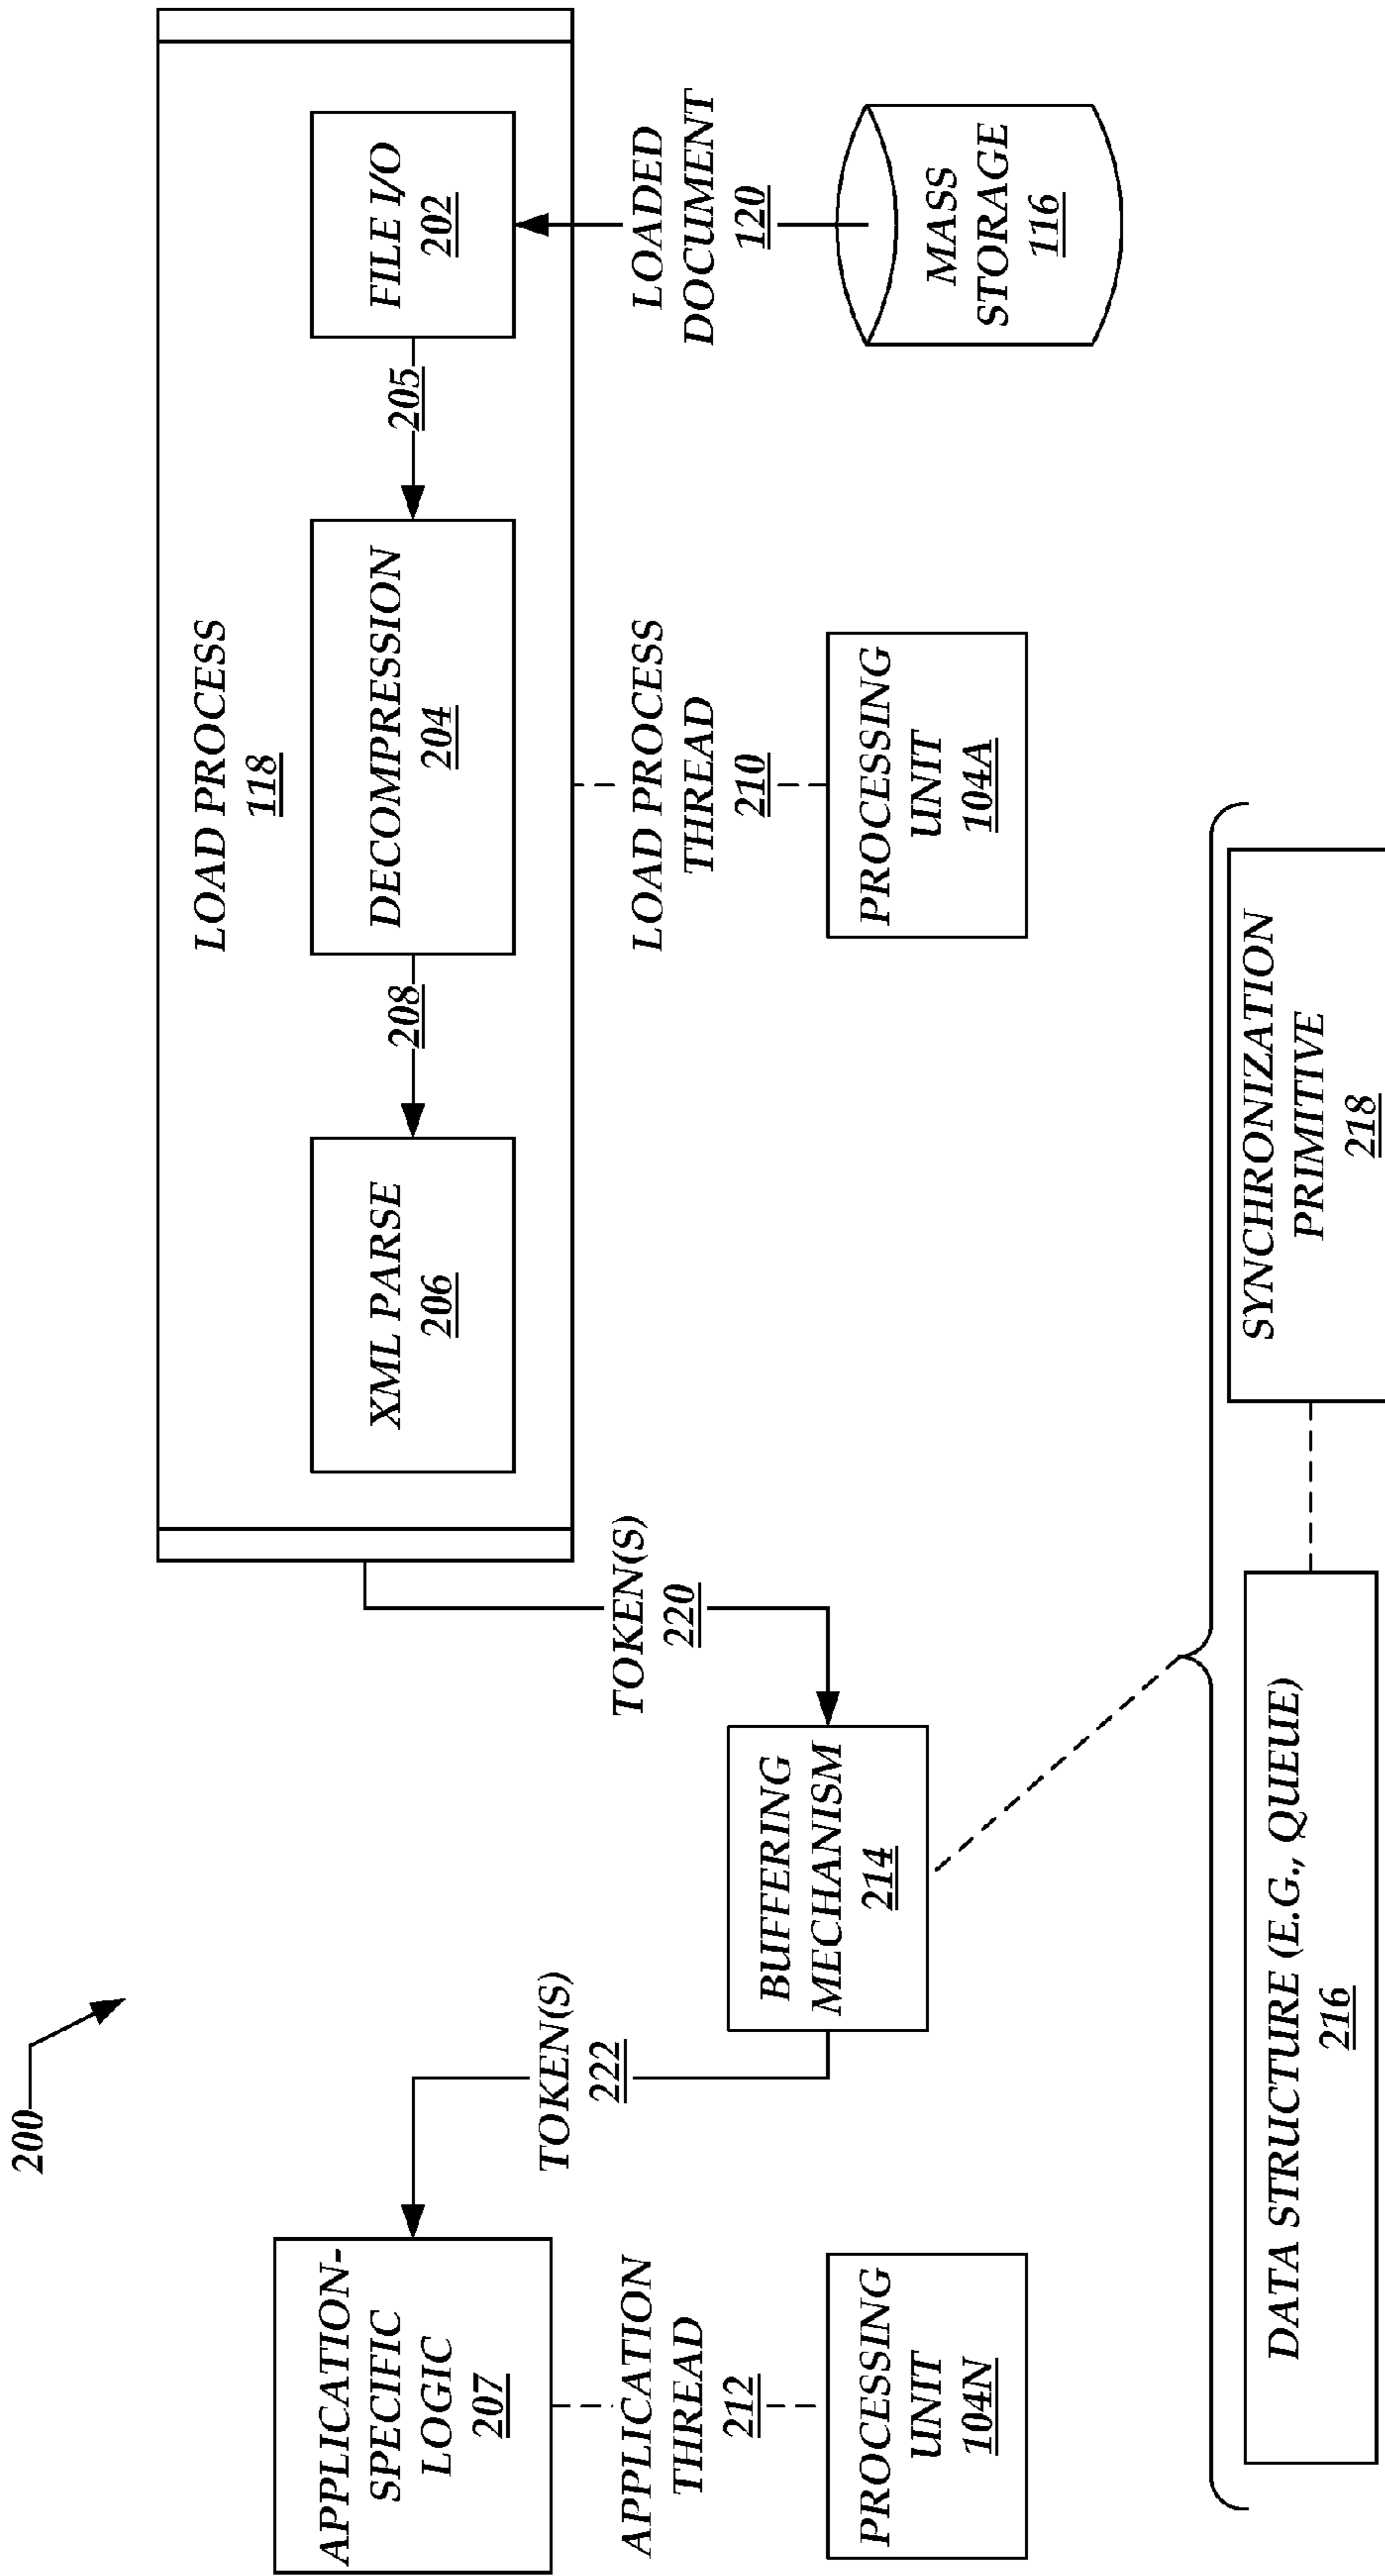 200
LOAD PROCESS
118
XML PARSE
206
208
DECOMPRESSION
204
205
FILE I/O
202
APPLICATION-
SPECIFIC
LOGIC
207
TOKEN(S)
222
TOKEN(S)
220
LOAD PROCESS
THREAD
210
LOADED
DOCUMENT
120
APPLICATION
THREAD
212
BUFFERING
MECHANISM
214
PROCESSING
UNIT
104A
MASS
STORAGE
116
PROCESSING
UNIT
104N
DATA STRUCTURE (E.G., QUEUE)
216
SYNCHRONIZATION
PRIMITIVE
218